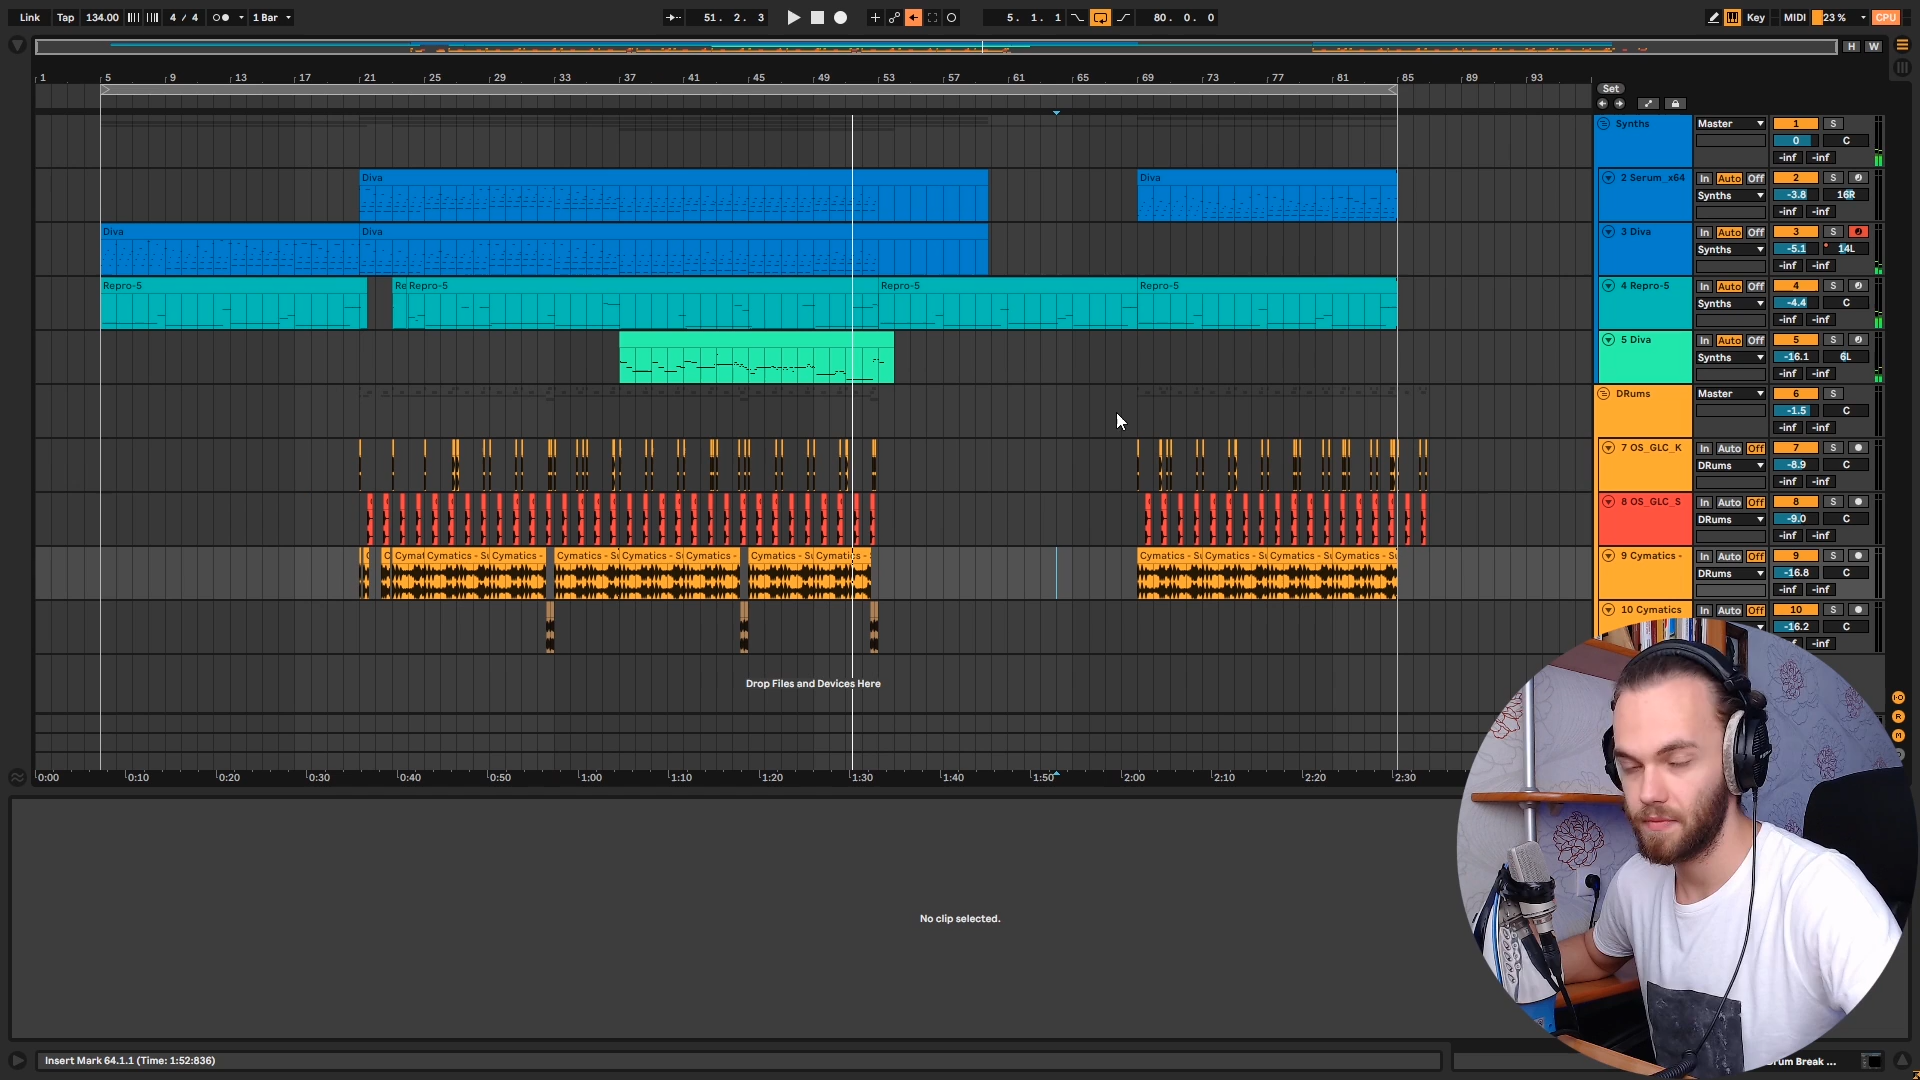 Link Tap 134.00 4 / 4 1 Bar 51. 2. 3 5. 1. 1 80. 0. 0 Key MIDI 23 % CPU
H W
1 5 9 13 17 21 25 29 33 37 41 45 49 53 57 61 65 69 73 77 81 85 89 93
Set
Synths Master 1 S
0 C
-inf -inf
Diva Diva 2 Serum_x64 In Auto Off 2 S
Synths -3.8 16R
-inf -inf
Diva Diva 3 Diva In Auto Off 3 S
Synths -5.1 14L
-inf -inf
Repro-5 Re Repro-5 Repro-5 Repro-5 4 Repro-5 In Auto Off 4 S
Synths -4.4 C
-inf -inf
5 Diva In Auto Off 5 S
Synths -16.1 6L
-inf -inf
DRums Master 6 S
-1.5 C
-inf -inf
7 OS_GLC_K In Auto Off 7 S
DRums -8.9 C
-inf -inf
8 OS_GLC_S In Auto Off 8 S
DRums -9.0 C
-inf -inf
C C Cymat Cymatics - Su Cymatics - Cymatics - Su Cymatics - Su Cymatics - Cymatics - Su Cymatics - S Cymatics - Su Cymatics - Su Cymatics - Su Cymatics - Su 9 Cymatics - In Auto Off 9 S
DRums -16.8 C
-inf -inf
10 Cymatics In Auto Off 10 S
-16.2 C
-inf
Drop Files and Devices Here
I·O
R
M
0:00 0:10 0:20 0:30 0:40 0:50 1:00 1:10 1:20 1:30 1:40 1:50 2:00 2:10 2:20 2:30
No clip selected.
Insert Mark 64.1.1 (Time: 1:52:836)
rum Break ...